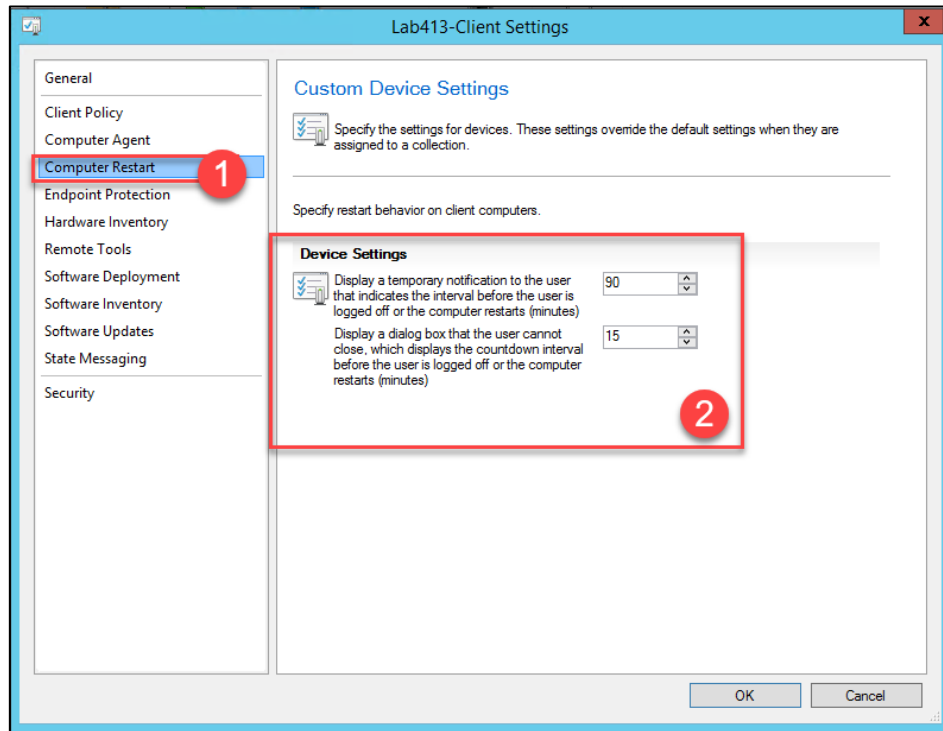 Lab413-Client Settings
x
General
Client Policy
Computer Agent
Computer Restart
1
Endpoint Protection
Hardware Inventory
Remote Tools
Software Deployment
Software Inventory
Software Updates
State Messaging
Security
Custom Device Settings
Specify the settings for devices. These settings override the default settings when they are
assigned to a collection.
Specify restart behavior on client computers.
Device Settings
Display a temporary notification to the user
that indicates the interval before the user is
logged off or the computer restarts (minutes)
90
Display a dialog box that the user cannot
close, which displays the countdown interval
before the user is logged off or the computer
restarts (minutes)
15
2
OK
Cancel